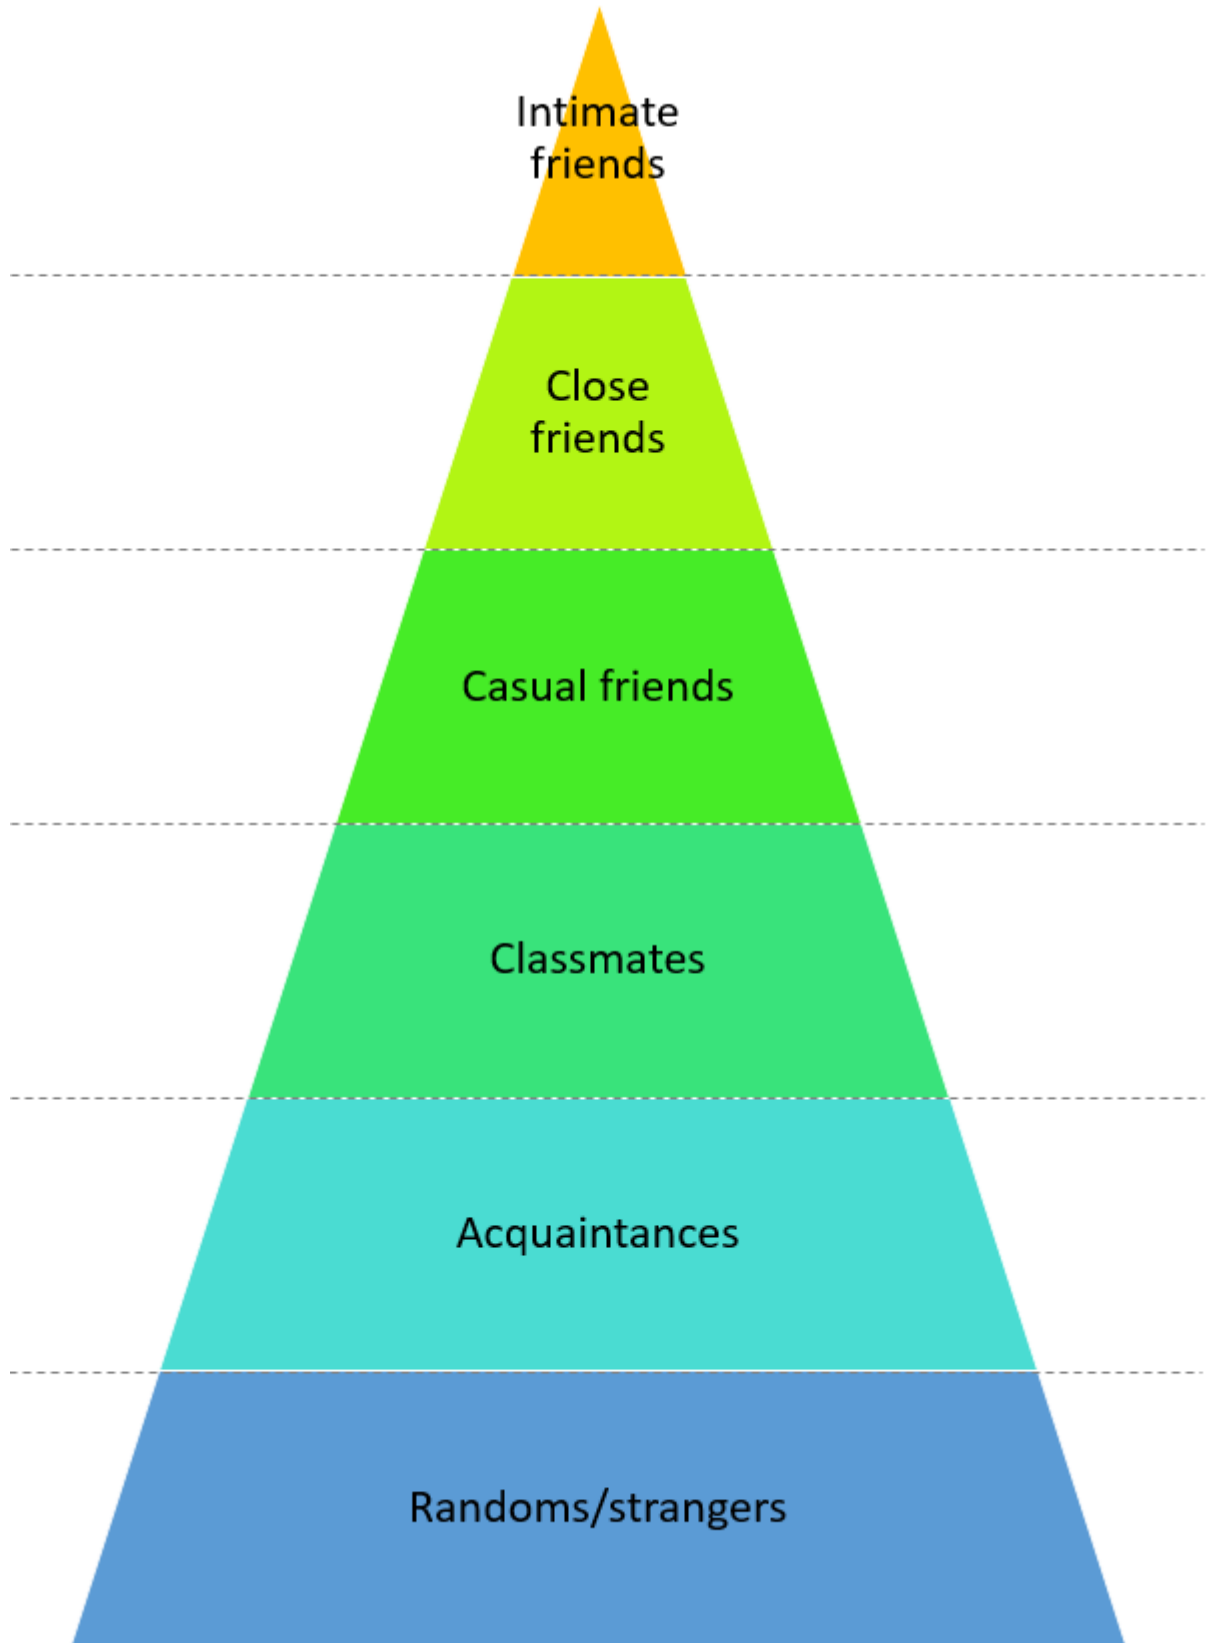 Intimate
friends
Close
friends
Casual friends
Classmates
Acquaintances
Randoms/strangers